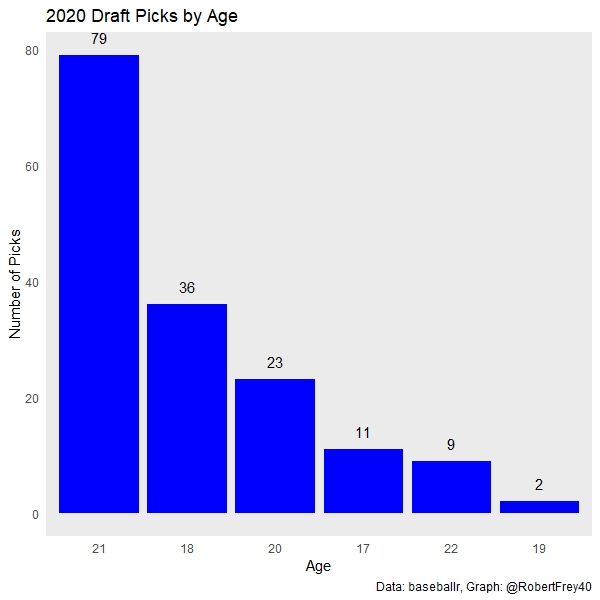 2020 Draft Picks by Age
79
80
60
36
40
23
20
11
9
2
0
Number of Picks
21 18 20 17 22 19
Age
Data: baseballr, Graph: @RobertFrey40